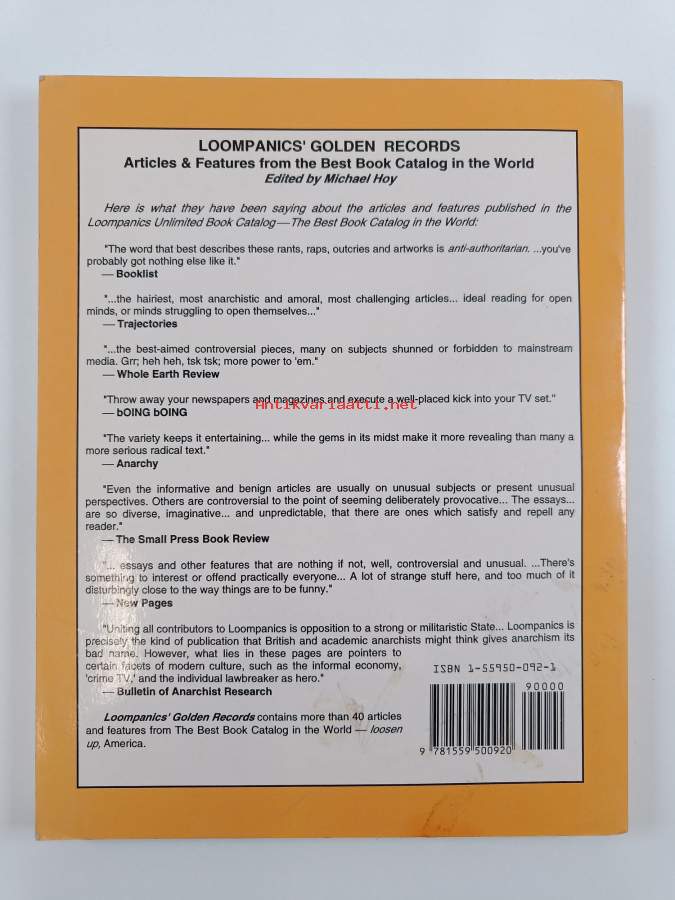 LOOMPANICS' GOLDEN RECORDS
Articles & Features from the Best Book Catalog in the World
Edited by Michael Hoy
Here is what they have been saying about the articles and features published in the
Loompanics Unlimited Book Catalog—The Best Book Catalog in the World:
"The word that best describes these rants, raps, outcries and artworks is anti-authoritarian. ...you've
probably got nothing else like it."
— Booklist
"...the hairiest, most anarchistic and amoral, most challenging articles... ideal reading for open
minds, or minds struggling to open themselves..."
— Trajectories
"...the best-aimed controversial pieces, many on subjects shunned or forbidden to mainstream
media. Grr; heh heh, tsk tsk; more power to 'em."
— Whole Earth Review
"Throw away your newspapers and magazines and execute a well-placed kick into your TV set."
Antikvariaatti.net
— bOING bOING
"The variety keeps it entertaining... while the gems in its midst make it more revealing than many a
more serious radical text."
— Anarchy
"Even the informative and benign articles are usually on unusual subjects or present unusual
perspectives. Others are controversial to the point of seeming deliberately provocative... The essays...
are so diverse, imaginative... and unpredictable, that there are ones which satisfy and repell any
reader."
— The Small Press Book Review
"... essays and other features that are nothing if not, well, controversial and unusual. ...There's
something to interest or offend practically everyone... A lot of strange stuff here, and too much of it
disturbingly close to the way things are to be funny."
— New Pages
"Uniting all contributors to Loompanics is opposition to a strong or militaristic State... Loompanics is
precisely the kind of publication that British and academic anarchists might think gives anarchism its
bad name. However, what lies in these pages are pointers to
certain facets of modern culture, such as the informal economy,
'crime TV,' and the individual lawbreaker as hero."
— Bulletin of Anarchist Research
Loompanics' Golden Records contains more than 40 articles
and features from The Best Book Catalog in the World — loosen
up, America.
ISBN 1-55950-092-1
90000
9 781559 500920